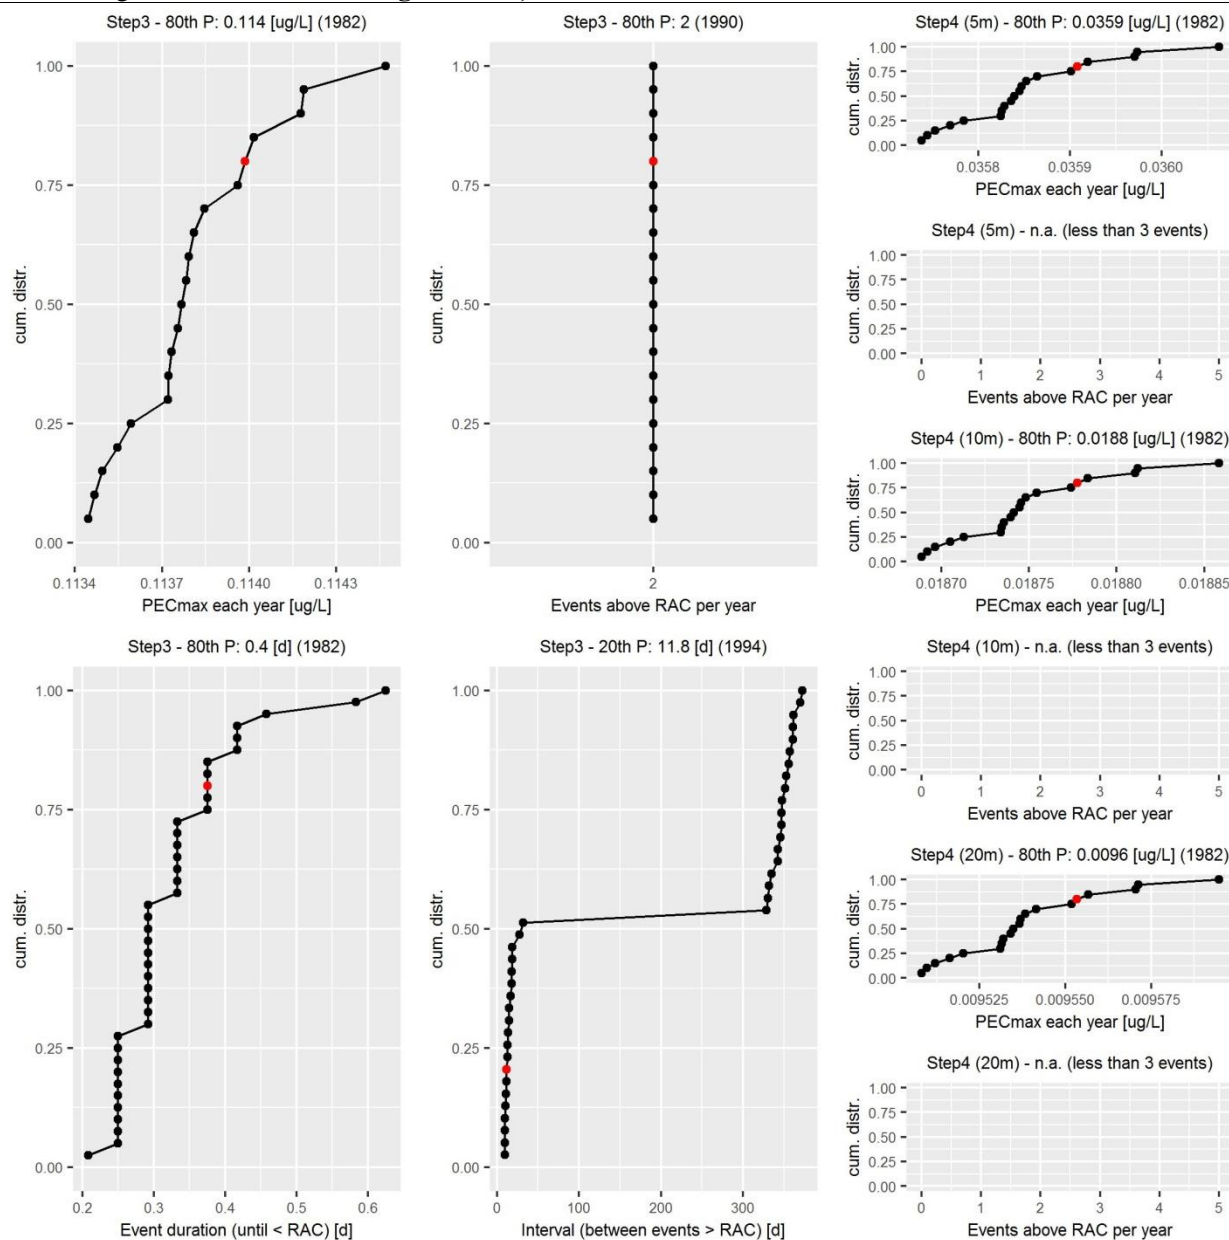 Step3 - 80th P: 0.114 [ug/L] (1982)
1.00
0.75
0.50
0.25
0.00
cum. distr.
0.1134 0.1137 0.1140 0.1143
PECmax each year [ug/L]
Step3 - 80th P: 2 (1990)
1.00
0.75
0.50
0.25
0.00
cum. distr.
2
Events above RAC per year
Step4 (5m) - 80th P: 0.0359 [ug/L] (1982)
1.00
0.75
0.50
0.25
0.00
cum. distr.
0.0358 0.0359 0.0360
PECmax each year [ug/L]
Step4 (5m) - n.a. (less than 3 events)
1.00
0.75
0.50
0.25
0.00
cum. distr.
0 1 2 3 4 5
Events above RAC per year
Step4 (10m) - 80th P: 0.0188 [ug/L] (1982)
1.00
0.75
0.50
0.25
0.00
cum. distr.
0.01870 0.01875 0.01880 0.01885
PECmax each year [ug/L]
Step3 - 80th P: 0.4 [d] (1982)
1.00
0.75
0.50
0.25
0.00
cum. distr.
0.2 0.3 0.4 0.5 0.6
Event duration (until < RAC) [d]
Step3 - 20th P: 11.8 [d] (1994)
1.00
0.75
0.50
0.25
0.00
cum. distr.
0 100 200 300
Interval (between events > RAC) [d]
Step4 (10m) - n.a. (less than 3 events)
1.00
0.75
0.50
0.25
0.00
cum. distr.
0 1 2 3 4 5
Events above RAC per year
Step4 (20m) - 80th P: 0.0096 [ug/L] (1982)
1.00
0.75
0.50
0.25
0.00
cum. distr.
0.009525 0.009550 0.009575
PECmax each year [ug/L]
Step4 (20m) - n.a. (less than 3 events)
1.00
0.75
0.50
0.25
0.00
cum. distr.
0 1 2 3 4 5
Events above RAC per year